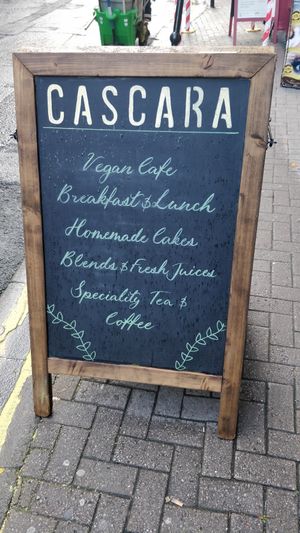 CASCARA
Vegan Cafe
Breakfast & Lunch
Homemade Cakes
Blends & Fresh Juices
Speciality Tea &
Coffee